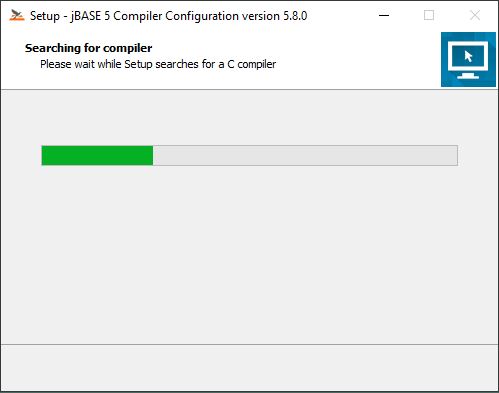 Setup - jBASE 5 Compiler Configuration version 5.8.0
Searching for compiler
Please wait while Setup searches for a C compiler